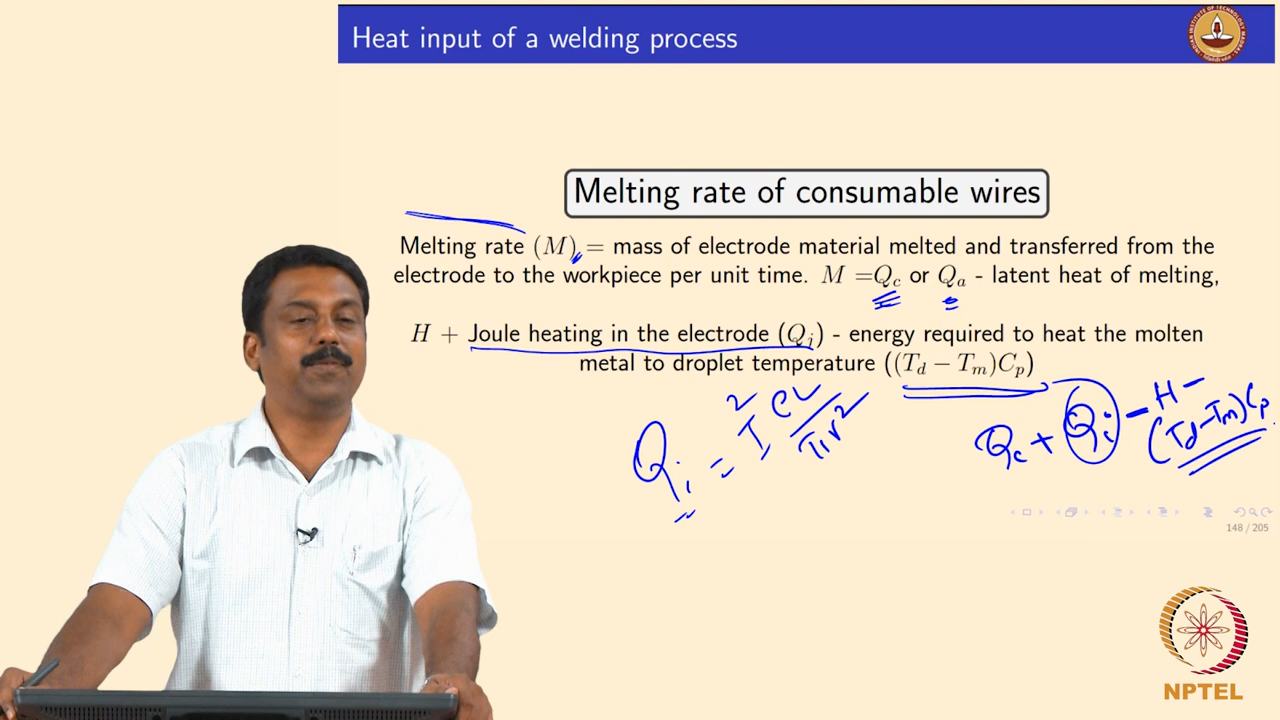 Heat input of a welding process
Melting rate of consumable wires
Melting rate (M) = mass of electrode material melted and transferred from the
electrode to the workpiece per unit time. M =Q_c or Q_a - latent heat of melting,
H + Joule heating in the electrode (Q_j) - energy required to heat the molten
metal to droplet temperature ((T_d − T_m)C_p)
Q_j = I² ρL / πr²
Q_c + Q_j − H −
(T_d − T_m) C_p
148 / 205
NPTEL